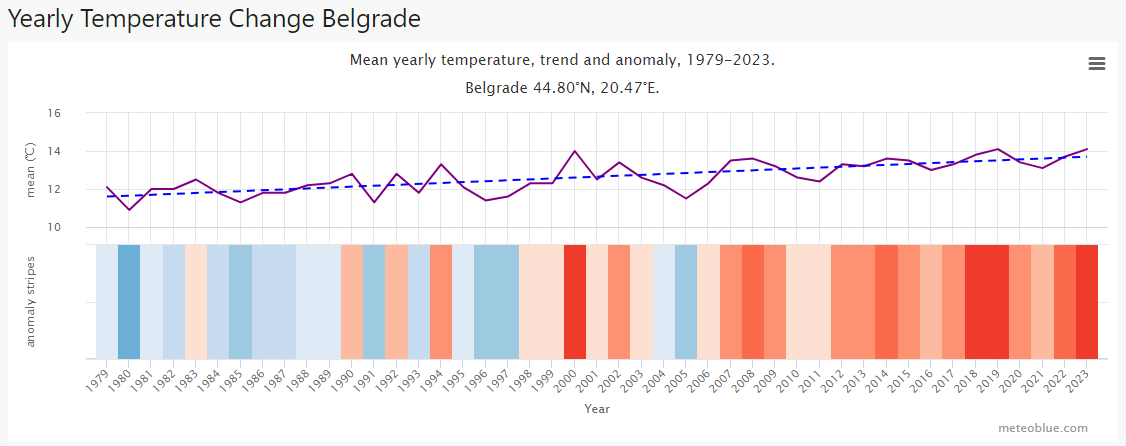 Yearly Temperature Change Belgrade
Mean yearly temperature, trend and anomaly, 1979-2023.
Belgrade 44.80°N, 20.47°E.
mean (°C)
16
14
12
10
anomaly stripes
1979 1980 1981 1982 1983 1984 1985 1986 1987 1988 1989 1990 1991 1992 1993 1994 1995 1996 1997 1998 1999 2000 2001 2002 2003 2004 2005 2006 2007 2008 2009 2010 2011 2012 2013 2014 2015 2016 2017 2018 2019 2020 2021 2022 2023
Year
meteoblue.com